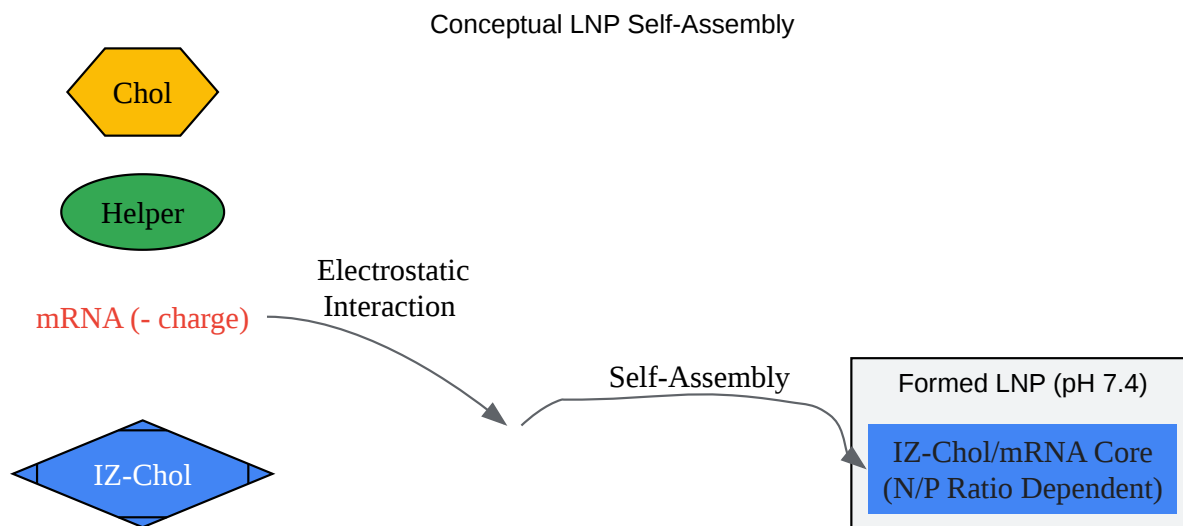 Conceptual LNP Self-Assembly
Chol
Helper
mRNA (- charge)
Electrostatic
Interaction
IZ-Chol
Self-Assembly
Formed LNP (pH 7.4)
IZ-Chol/mRNA Core
(N/P Ratio Dependent)